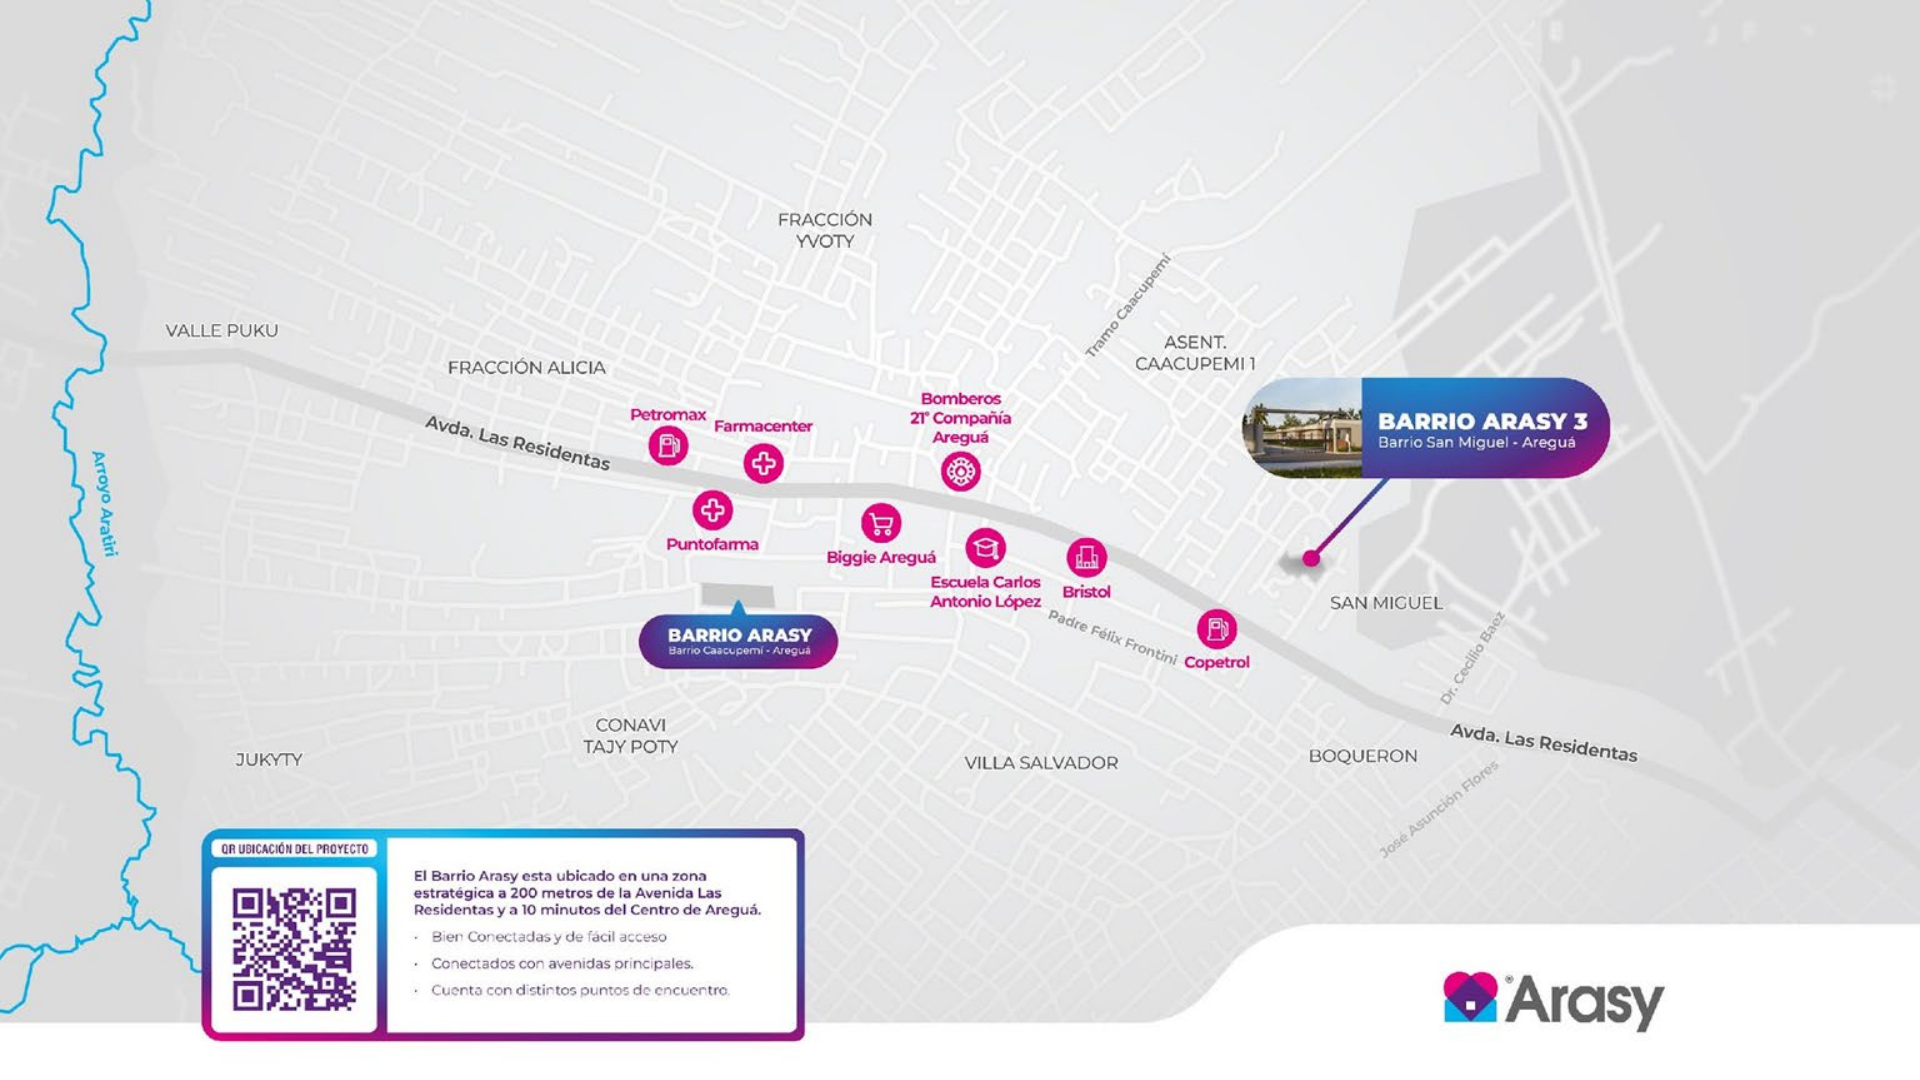 FRACCIÓN
YVOTY
Tramo Caacupemí
VALLE PUKU
ASENT.
CAACUPEMI 1
FRACCIÓN ALICIA
BARRIO ARASY 3
Barrio San Miguel - Areguá
Petromax
Farmacenter
Bomberos
21° Compañía
Areguá
Avda. Las Residentas
Arroyo Aratiri
Puntofarma
Biggie Areguá
Escuela Carlos
Antonio López
Bristol
SAN MIGUEL
Padre Félix Frontini
Copetrol
Dr. Cecilio Baez
BARRIO ARASY
Barrio Caacupemí - Areguá
CONAVI
TAJY POTY
JUKYTY
VILLA SALVADOR
BOQUERON
Avda. Las Residentas
José Asunción Flores
QR UBICACIÓN DEL PROYECTO
El Barrio Arasy esta ubicado en una zona
estratégica a 200 metros de la Avenida Las
Residentas y a 10 minutos del Centro de Areguá.
· Bien Conectadas y de fácil acceso
· Conectados con avenidas principales.
· Cuenta con distintos puntos de encuentro.
®Arasy